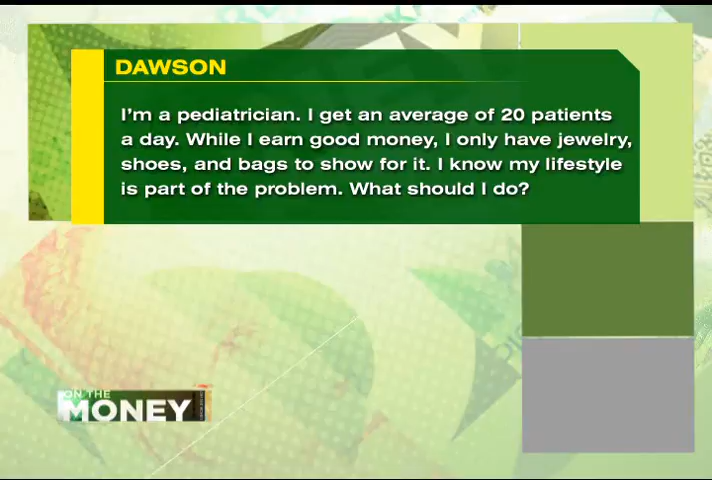 DAWSON
I'm a pediatrician. I get an average of 20 patients
a day. While I earn good money, I only have jewelry,
shoes, and bags to show for it. I know my lifestyle
is part of the problem. What should I do?
ON THE
MONEY